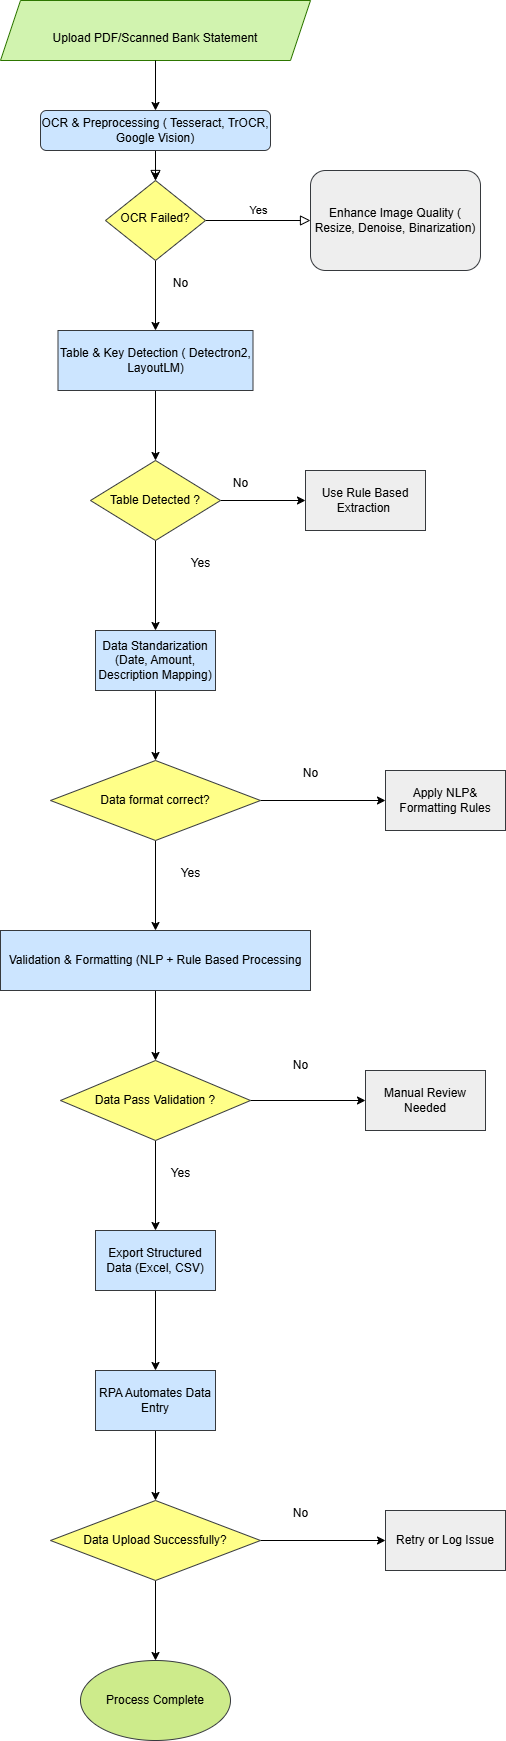 Upload PDF/Scanned Bank Statement
OCR & Preprocessing ( Tesseract, TrOCR,
Google Vision)
OCR Failed?
Yes
Enhance Image Quality (
Resize, Denoise, Binarization)
No
Table & Key Detection ( Detectron2,
LayoutLM)
Table Detected ?
No
Use Rule Based
Extraction
Yes
Data Standarization
(Date, Amount,
Description Mapping)
Data format correct?
No
Apply NLP&
Formatting Rules
Yes
Validation & Formatting (NLP + Rule Based Processing
Data Pass Validation ?
No
Manual Review
Needed
Yes
Export Structured
Data (Excel, CSV)
RPA Automates Data
Entry
Data Upload Successfully?
No
Retry or Log Issue
Process Complete